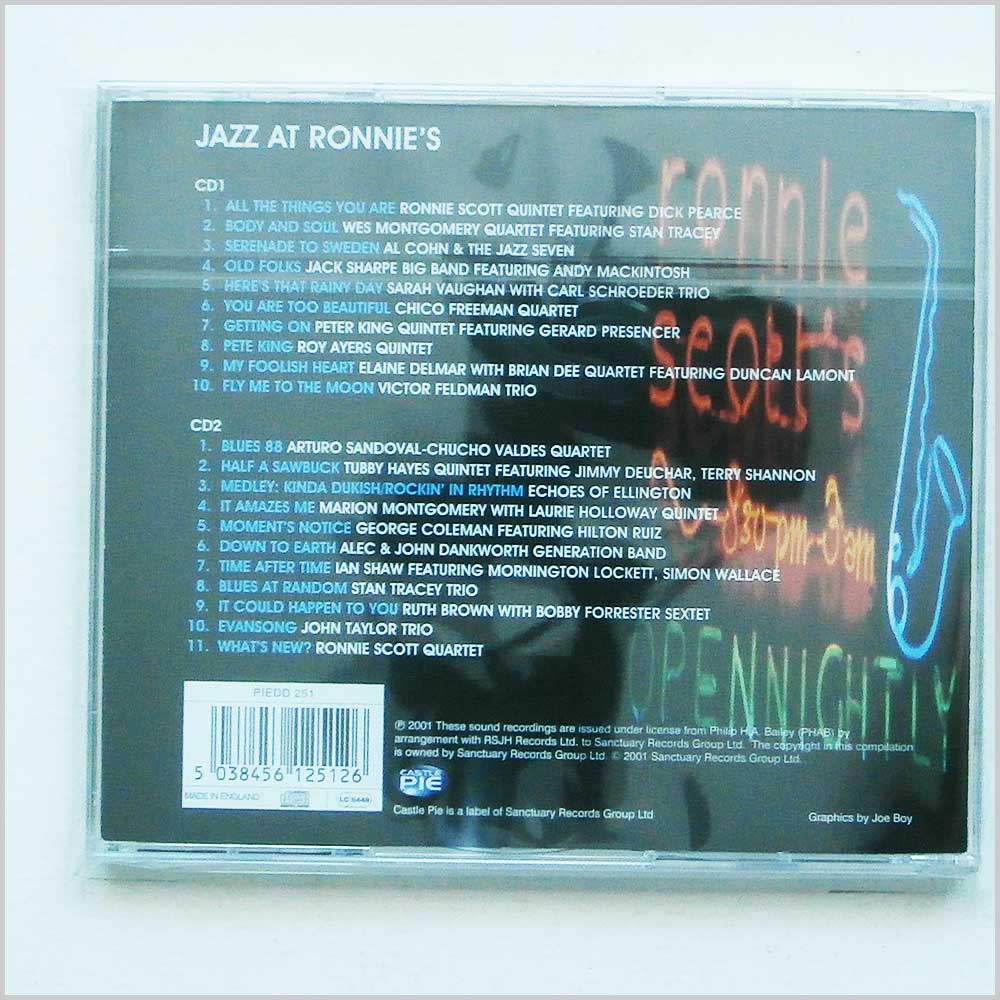 JAZZ AT RONNIE'S
CD1
1. ALL THE THINGS YOU ARE RONNIE SCOTT QUINTET FEATURING DICK PEARCE
2. BODY AND SOUL WES MONTGOMERY QUARTET FEATURING STAN TRACEY
3. SERENADE TO SWEDEN AL COHN & THE JAZZ SEVEN
4. OLD FOLKS JACK SHARPE BIG BAND FEATURING ANDY MACKINTOSH
5. HERE'S THAT RAINY DAY SARAH VAUGHAN WITH CARL SCHROEDER TRIO
6. YOU ARE TOO BEAUTIFUL CHICO FREEMAN QUARTET
7. GETTING ON PETER KING QUINTET FEATURING GERARD PRESENCER
8. PETE KING ROY AYERS QUINTET
9. MY FOOLISH HEART ELAINE DELMAR WITH BRIAN DEE QUARTET FEATURING DUNCAN LAMONT
10. FLY ME TO THE MOON VICTOR FELDMAN TRIO
CD2
1. BLUES 88 ARTURO SANDOVAL-CHUCHO VALDES QUARTET
2. HALF A SAWBUCK TUBBY HAYES QUINTET FEATURING JIMMY DEUCHAR, TERRY SHANNON
3. MEDLEY: KINDA DUKISH/ROCKIN' IN RHYTHM ECHOES OF ELLINGTON
4. IT AMAZES ME MARION MONTGOMERY WITH LAURIE HOLLOWAY QUINTET
5. MOMENT'S NOTICE GEORGE COLEMAN FEATURING HILTON RUIZ
6. DOWN TO EARTH ALEC & JOHN DANKWORTH GENERATION BAND
7. TIME AFTER TIME IAN SHAW FEATURING MORNINGTON LOCKETT, SIMON WALLACE
8. BLUES AT RANDOM STAN TRACEY TRIO
9. IT COULD HAPPEN TO YOU RUTH BROWN WITH BOBBY FORRESTER SEXTET
10. EVANSONG JOHN TAYLOR TRIO
11. WHAT'S NEW? RONNIE SCOTT QUARTET
ronnie
scott's
8:30 pm-3am
OPEN NIGHTLY
PIEDD 251
5 038456 125126
MADE IN ENGLAND
LC 6448
℗ 2001 These sound recordings are issued under license from Philip H.A. Bailey (PHAB) by
arrangement with RSJH Records Ltd. to Sanctuary Records Group Ltd. The copyright in this compilation
is owned by Sanctuary Records Group Ltd. © 2001 Sanctuary Records Group Ltd.
CASTLE
PIE
Castle Pie is a label of Sanctuary Records Group Ltd
Graphics by Joe Boy